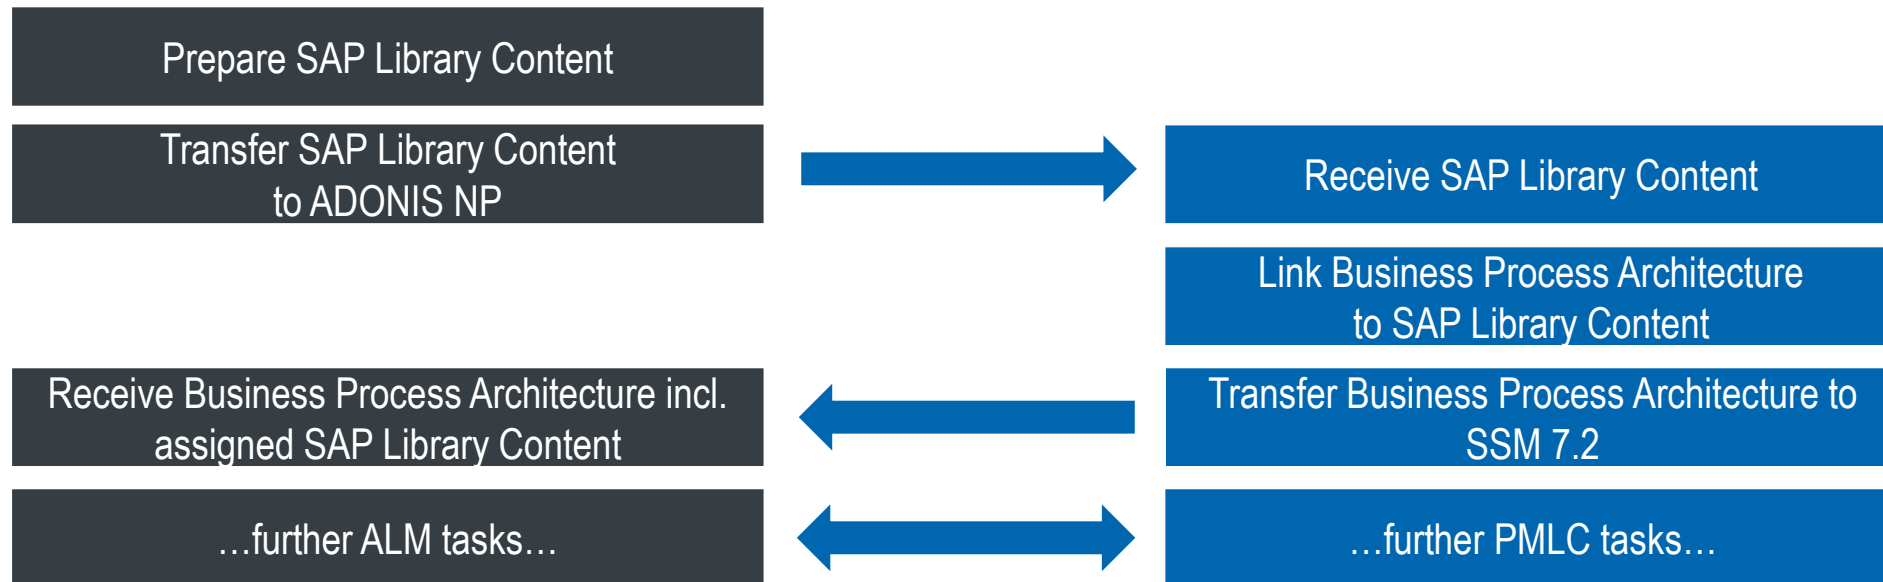 Prepare SAP Library Content
Transfer SAP Library Content
to ADONIS NP
Receive SAP Library Content
Link Business Process Architecture
to SAP Library Content
Receive Business Process Architecture incl.
assigned SAP Library Content
Transfer Business Process Architecture to
SSM 7.2
…further ALM tasks…
…further PMLC tasks…